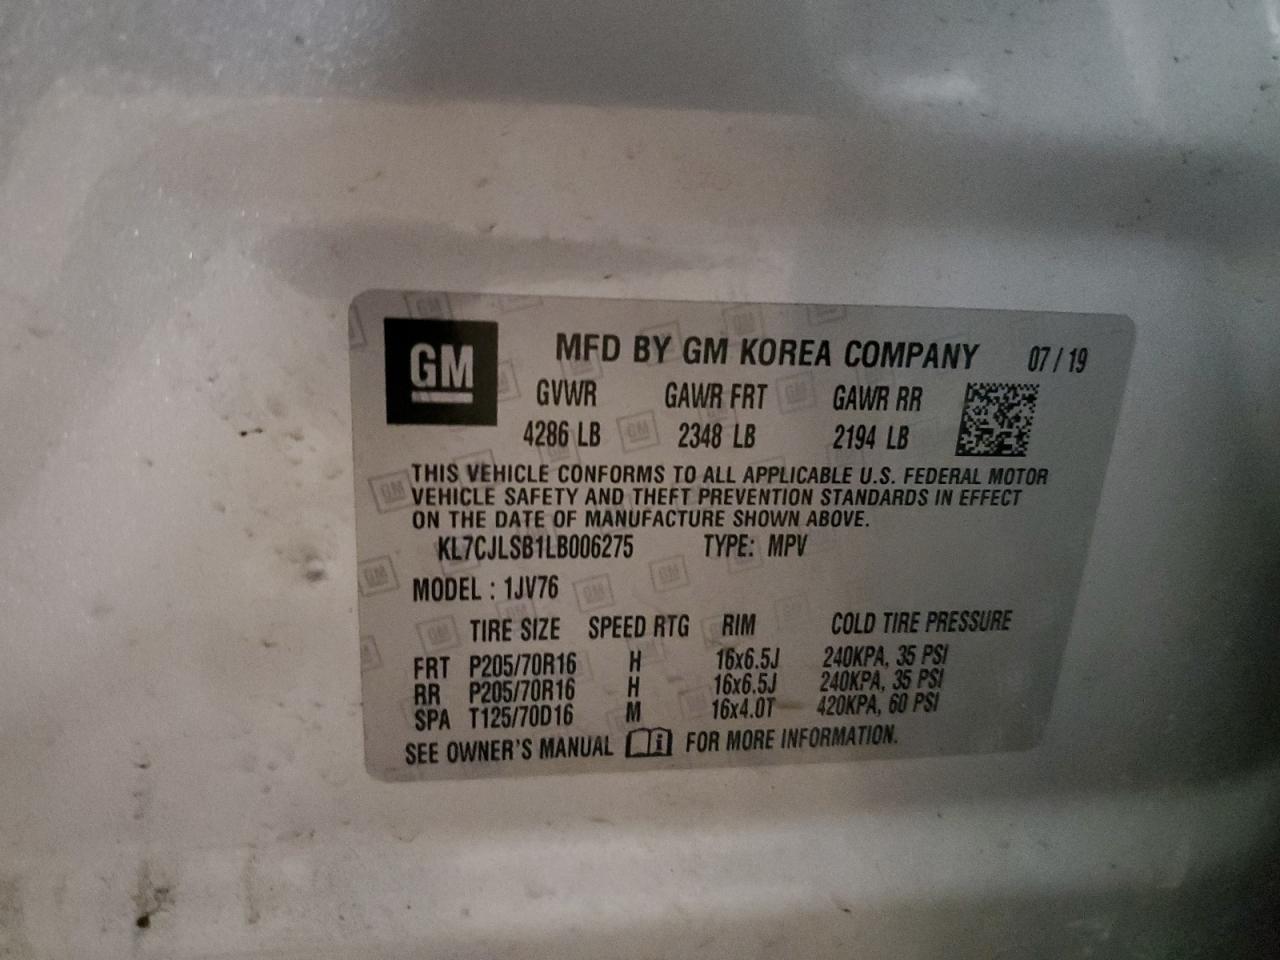 GM
MFD BY GM KOREA COMPANY 07 / 19
GVWR GAWR FRT GAWR RR
4286 LB 2348 LB 2194 LB
THIS VEHICLE CONFORMS TO ALL APPLICABLE U.S. FEDERAL MOTOR
VEHICLE SAFETY AND THEFT PREVENTION STANDARDS IN EFFECT
ON THE DATE OF MANUFACTURE SHOWN ABOVE.
KL7CJLSB1LB006275 TYPE: MPV
MODEL : 1JV76
TIRE SIZE SPEED RTG RIM COLD TIRE PRESSURE
FRT P205/70R16 H 16x6.5J 240KPA, 35 PSI
RR P205/70R16 H 16x6.5J 240KPA, 35 PSI
SPA T125/70D16 M 16x4.0T 420KPA, 60 PSI
SEE OWNER'S MANUAL i FOR MORE INFORMATION.